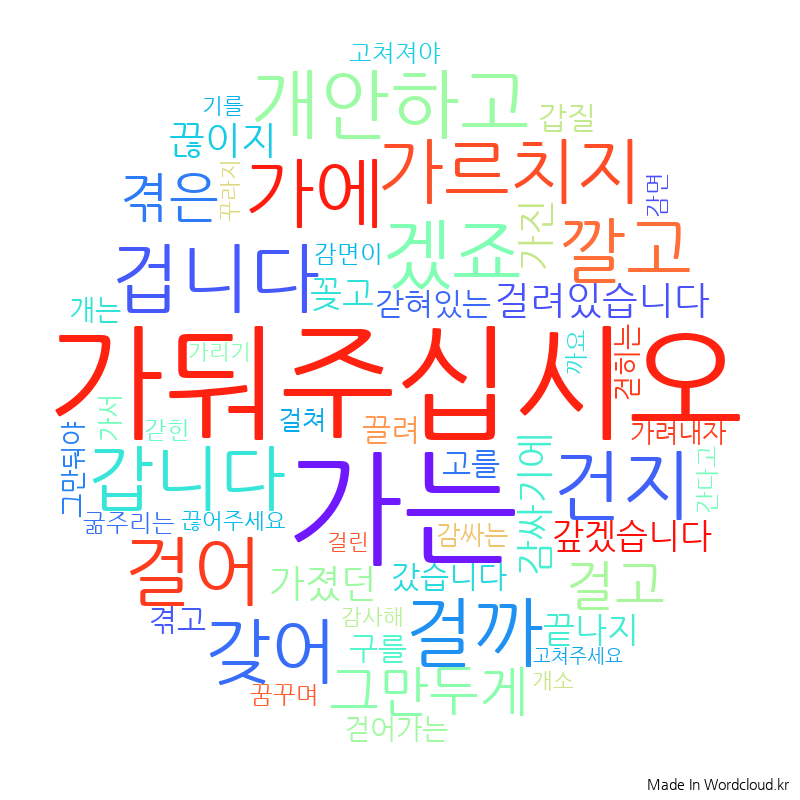 고쳐져야
개안하고
기를
갑질
끊이지
가르치지
가에
꾸라지
감면
겪은
가진
겠죠
깔고
겁니다
감면이
꽂고
갇혀있는
걸려있습니다
개는
가둬주십시오
가리기
까요
걷히는
가서
갇힌
걸쳐
끌려
가려내자
그만둬야
갑니다
가는
고를
건지
간다고
굶주리는
끊어주세요
걸린
감싸는
감싸기에
갚겠습니다
걸어
가졌던
갔습니다
걸고
겪고
갖어
감사해
구를
걸까
끝나지
고쳐주세요
꿈꾸며
그만두게
개소
걷어가는
Made In Wordcloud.kr